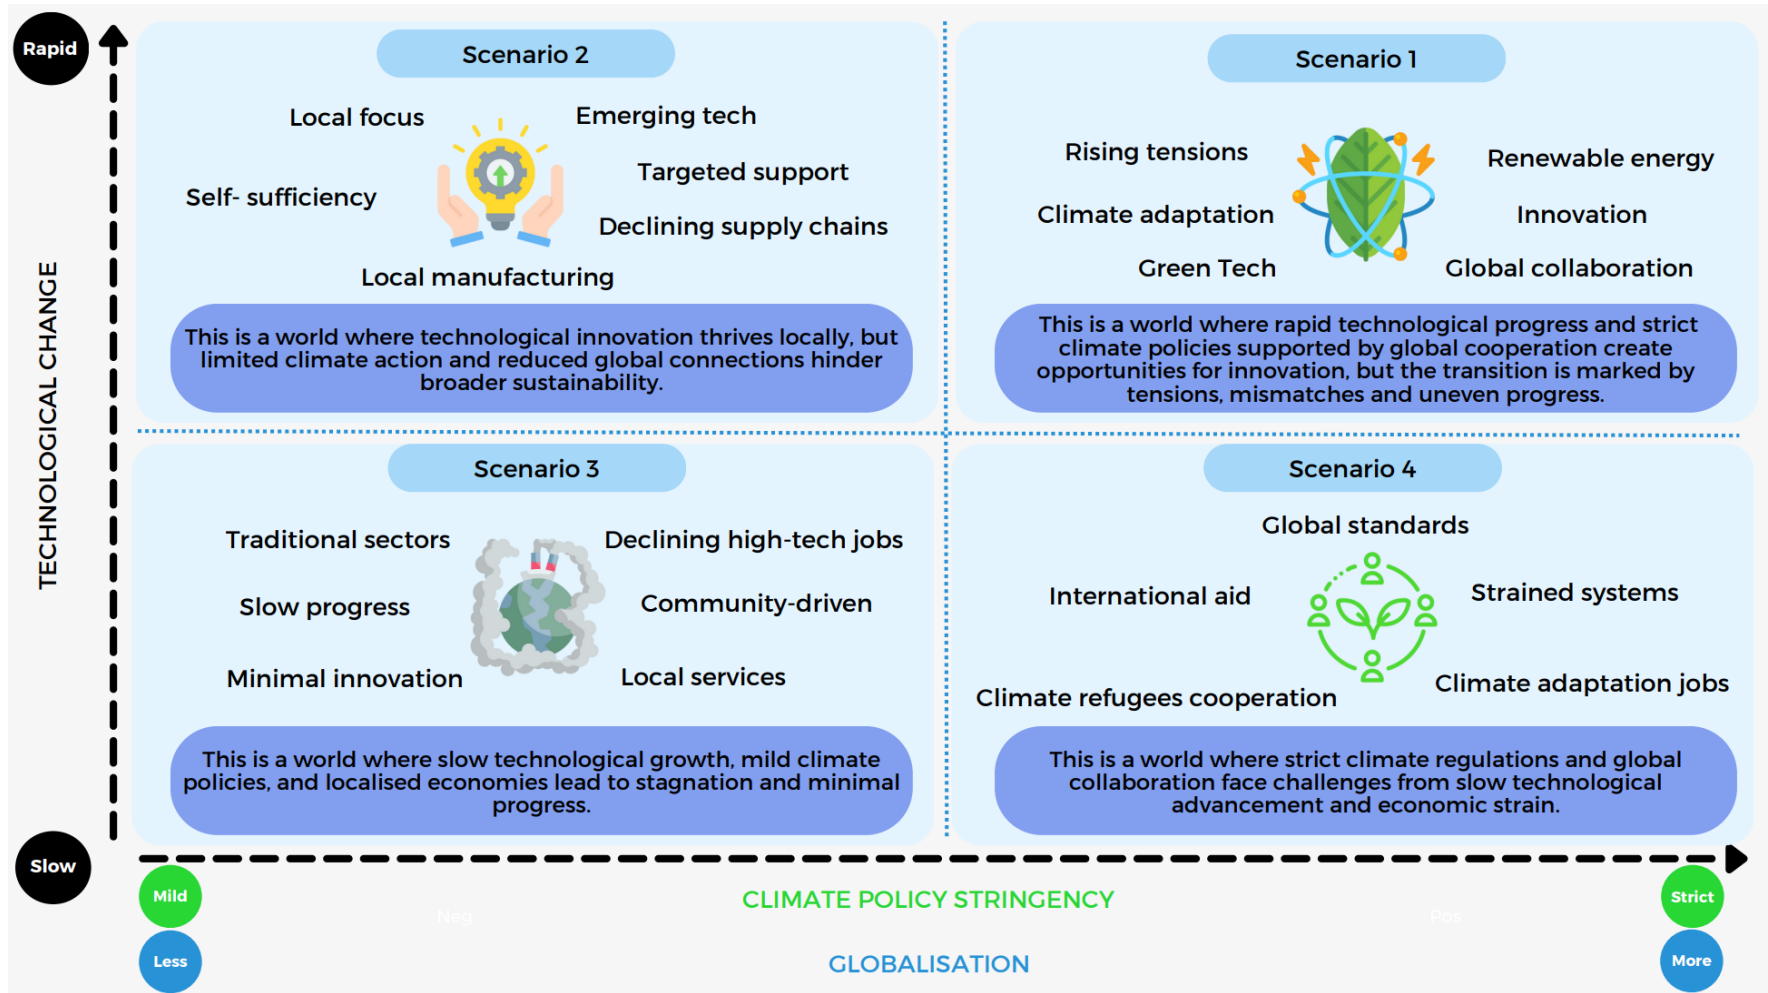 Rapid
TECHNOLOGICAL CHANGE
Slow
Scenario 2
Local focus
Emerging tech
Targeted support
Self- sufficiency
Declining supply chains
Local manufacturing
This is a world where technological innovation thrives locally, but
limited climate action and reduced global connections hinder
broader sustainability.
Scenario 1
Rising tensions
Renewable energy
Climate adaptation
Innovation
Green Tech
Global collaboration
This is a world where rapid technological progress and strict
climate policies supported by global cooperation create
opportunities for innovation, but the transition is marked by
tensions, mismatches and uneven progress.
Scenario 3
Traditional sectors
Declining high-tech jobs
Slow progress
Community-driven
Minimal innovation
Local services
This is a world where slow technological growth, mild climate
policies, and localised economies lead to stagnation and minimal
progress.
Scenario 4
Global standards
International aid
Strained systems
Climate refugees cooperation
Climate adaptation jobs
This is a world where strict climate regulations and global
collaboration face challenges from slow technological
advancement and economic strain.
Mild
CLIMATE POLICY STRINGENCY
Strict
Neg
Pos
Less
GLOBALISATION
More